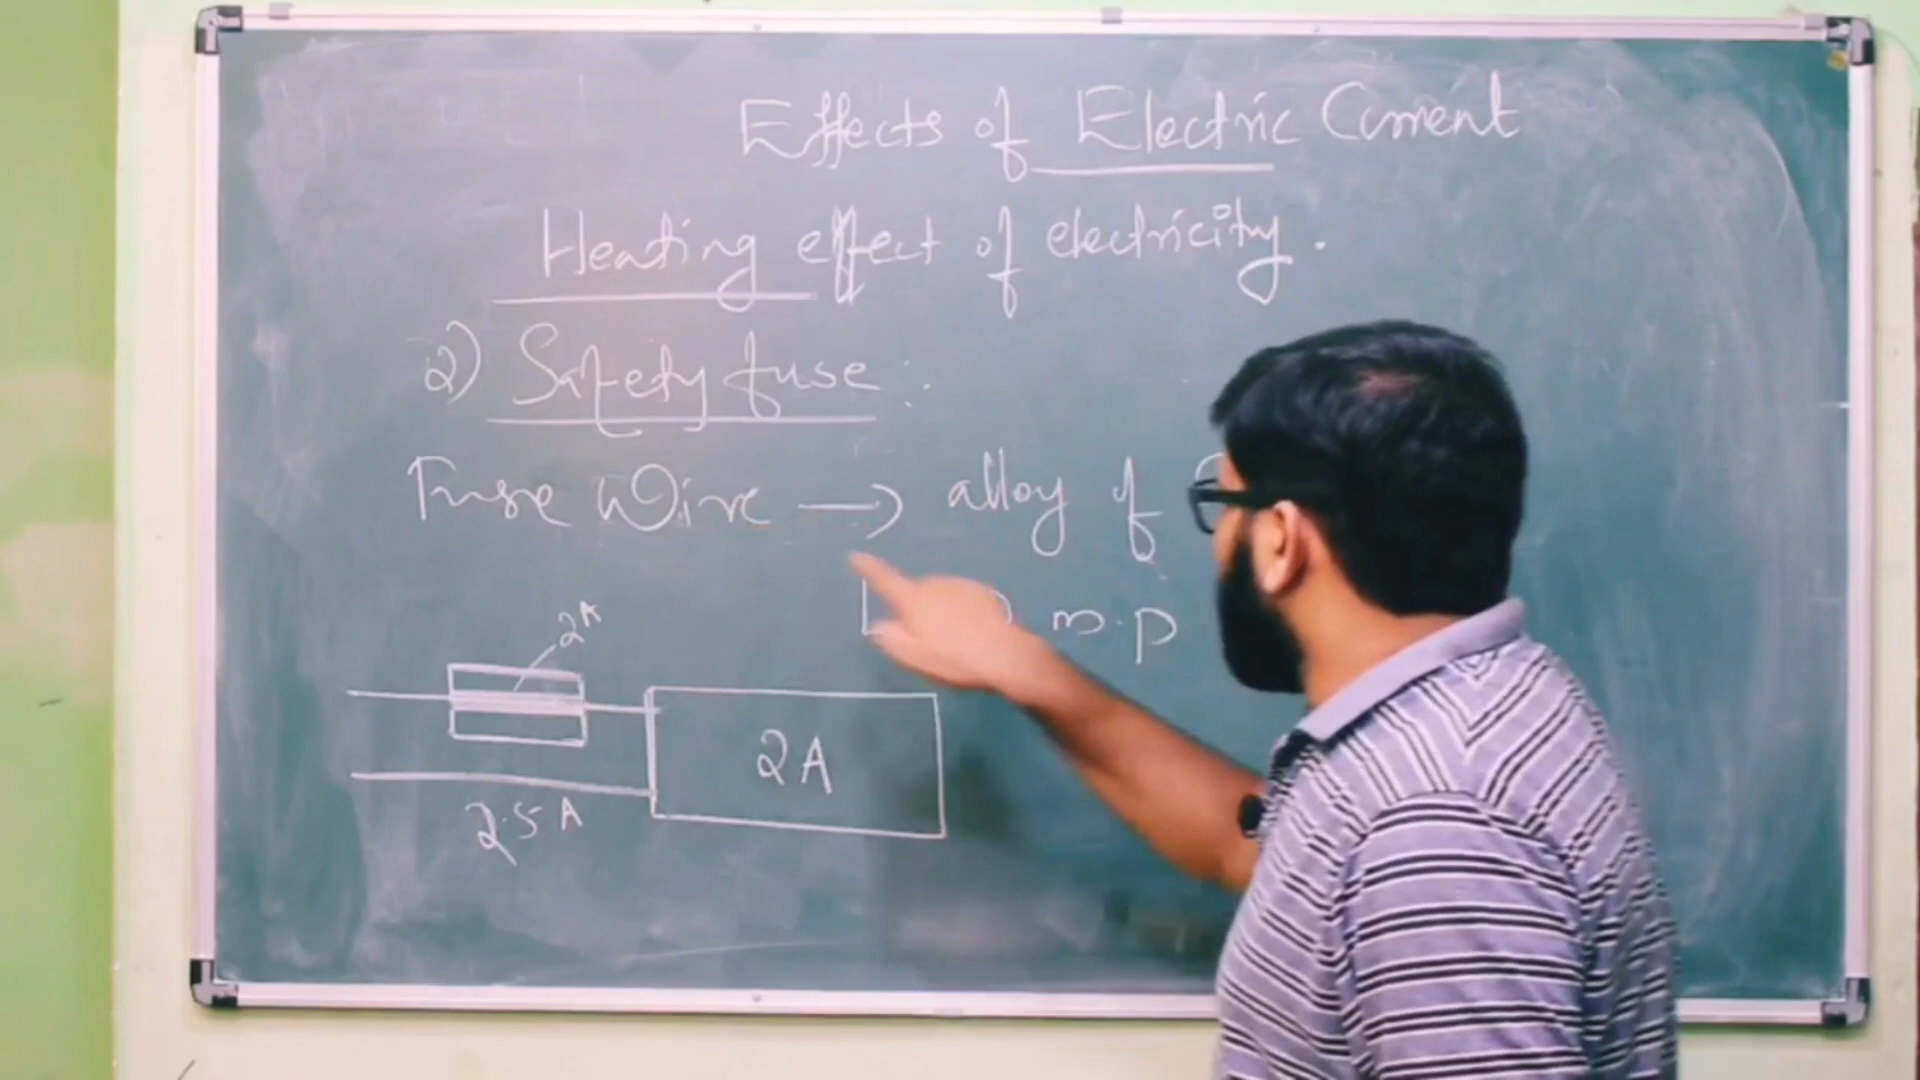 Effects of Electric Current
Heating effect of electricity.
2) Safety fuse :
Fuse Wire → alloy of
m.p
2A
2A
2.5A